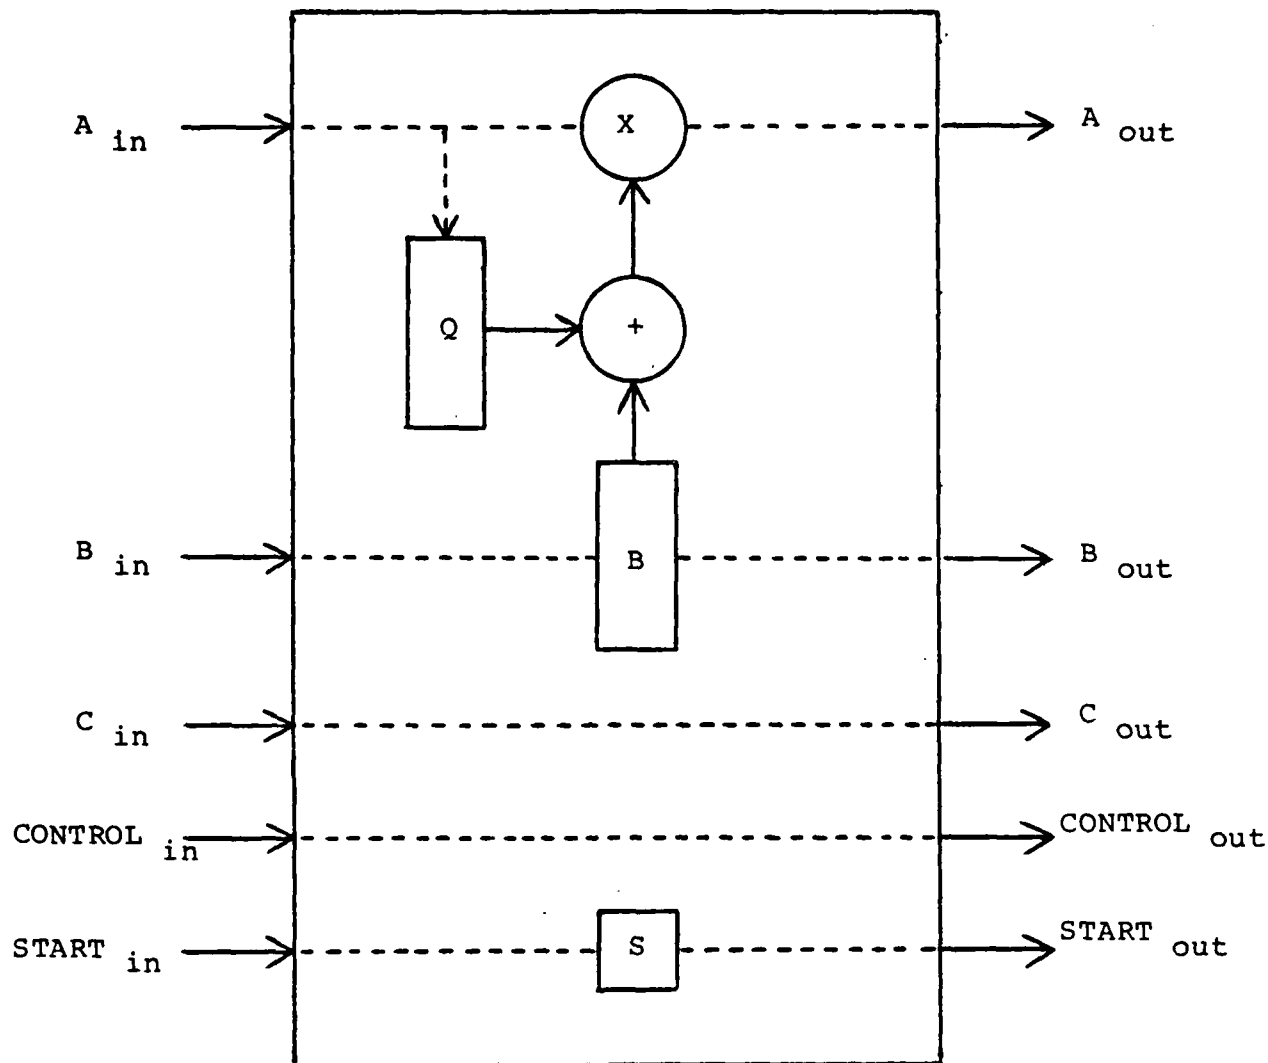 A in X A out
Q +
B in B B out
C in C out
CONTROL in CONTROL out
START in S START out